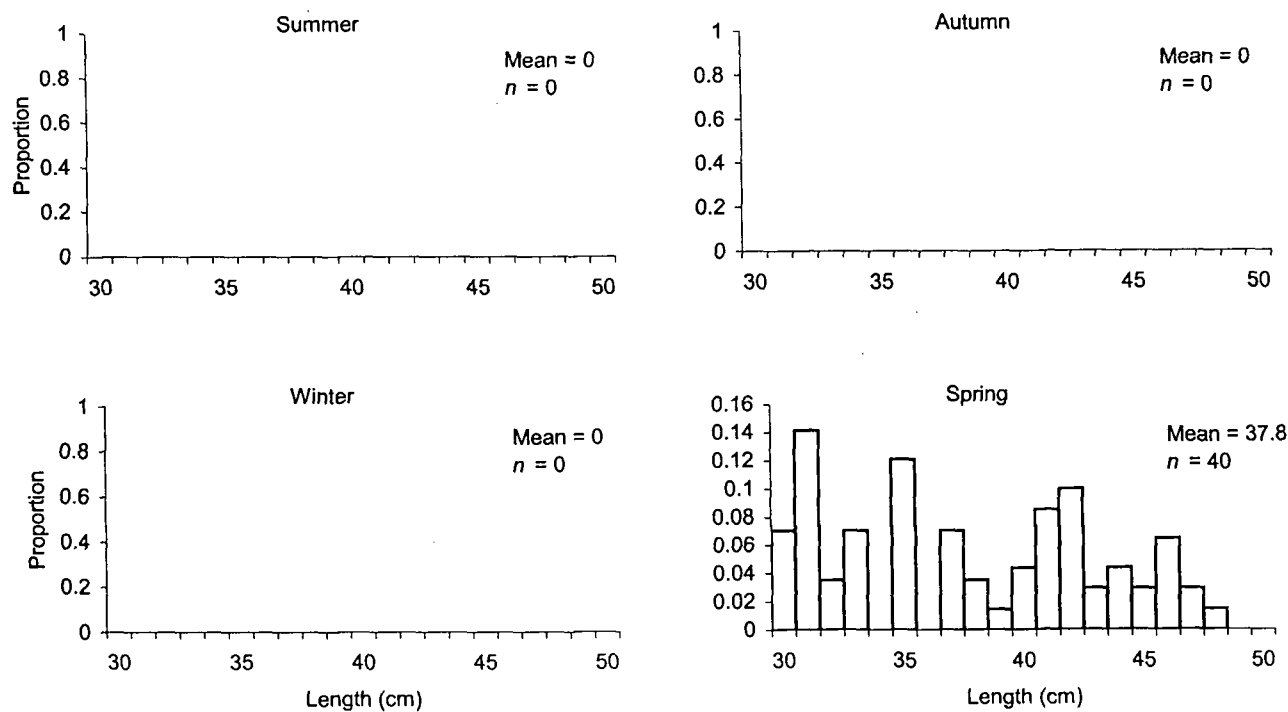 Summer
1
0.8
0.6
0.4
0.2
0
Proportion
Mean = 0
n = 0
30 35 40 45 50
Autumn
1
0.8
0.6
0.4
0.2
0
Mean = 0
n = 0
30 35 40 45 50
Winter
1
0.8
0.6
0.4
0.2
0
Proportion
Mean = 0
n = 0
30 35 40 45 50
Length (cm)
Spring
0.16
0.14
0.12
0.1
0.08
0.06
0.04
0.02
0
Mean = 37.8
n = 40
30 35 40 45 50
Length (cm)